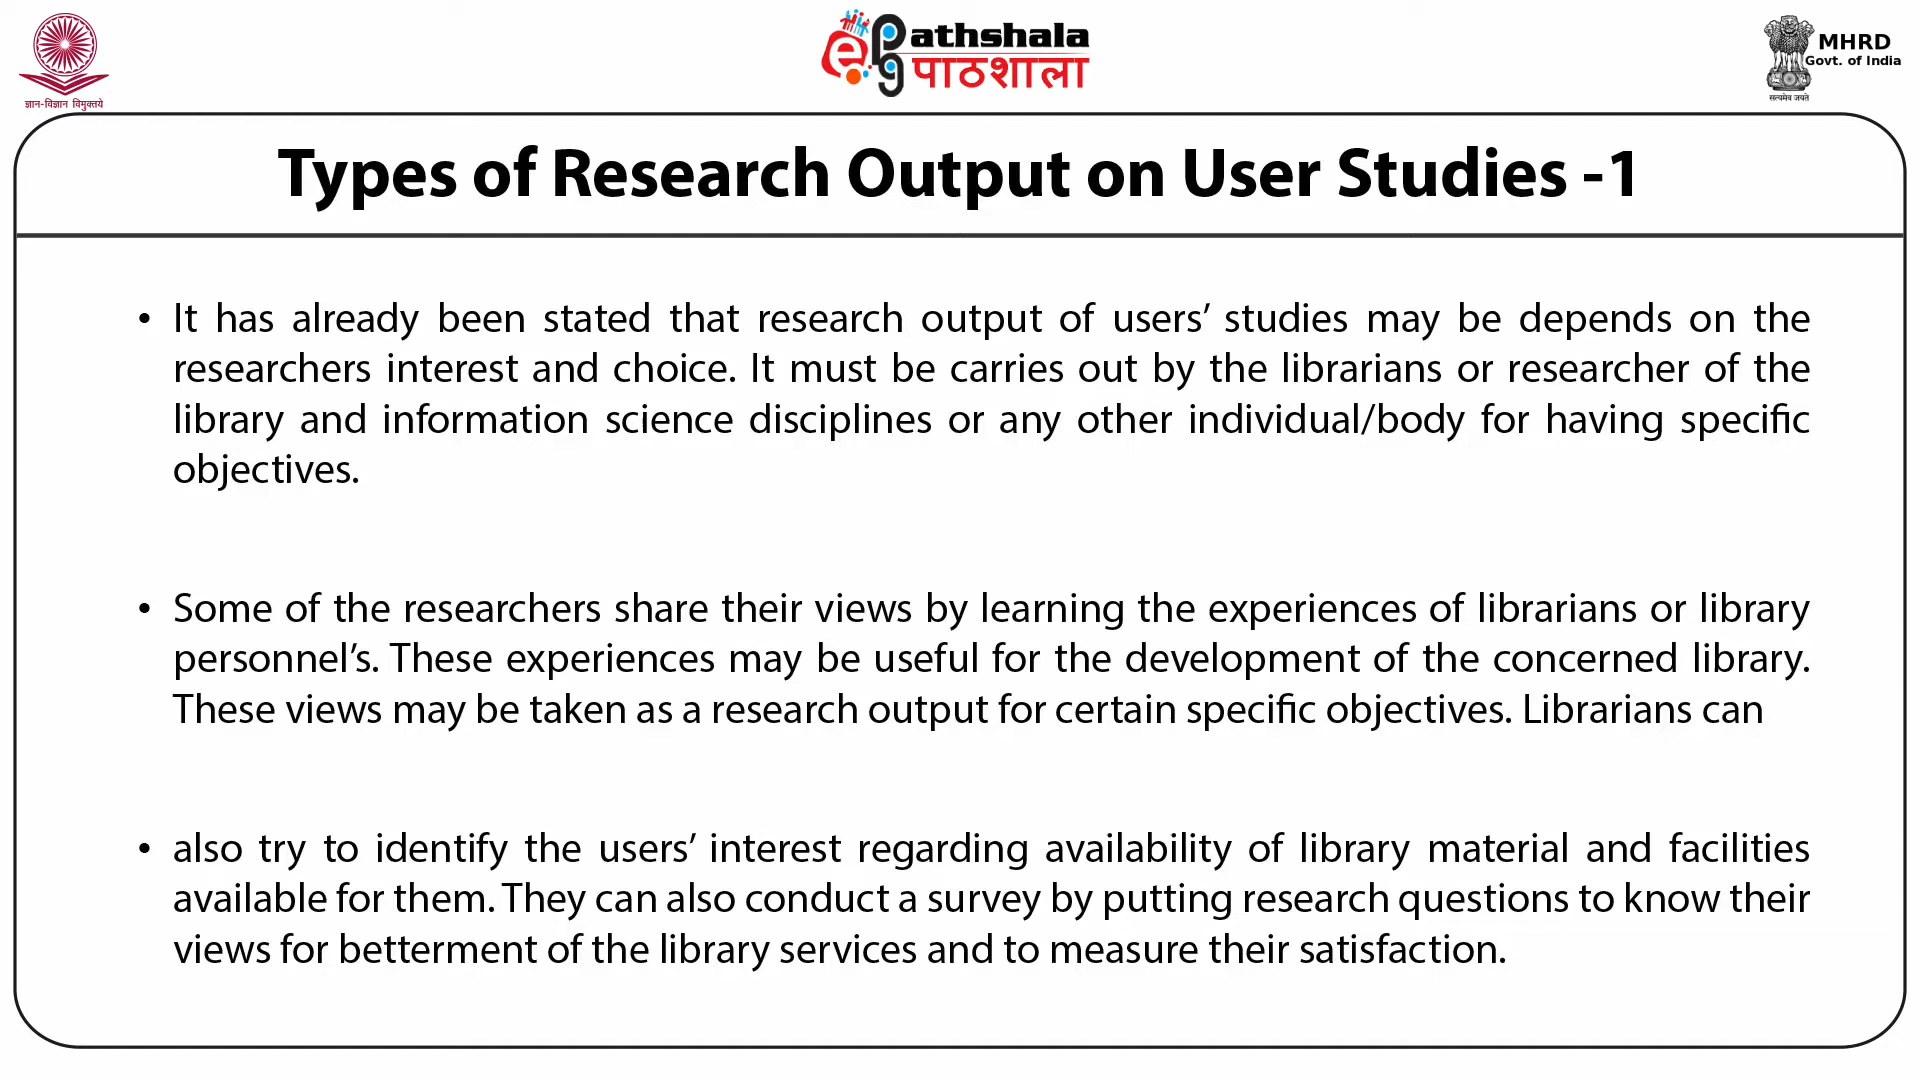 ज्ञान-विज्ञान विमुक्तये
ePG Pathshala
पाठशाला
MHRD
Govt. of India
सत्यमेव जयते
Types of Research Output on User Studies -1
• It has already been stated that research output of users’ studies may be depends on the
researchers interest and choice. It must be carries out by the librarians or researcher of the
library and information science disciplines or any other individual/body for having specific
objectives.
• Some of the researchers share their views by learning the experiences of librarians or library
personnel’s. These experiences may be useful for the development of the concerned library.
These views may be taken as a research output for certain specific objectives. Librarians can
• also try to identify the users’ interest regarding availability of library material and facilities
available for them. They can also conduct a survey by putting research questions to know their
views for betterment of the library services and to measure their satisfaction.